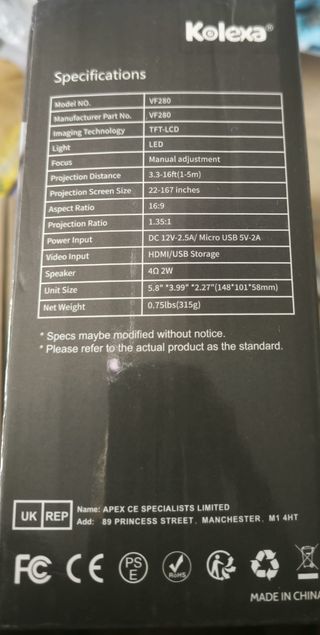 Kolexa®
Specifications
Model NO. VF280
Manufacturer Part No. VF280
Imaging Technology TFT-LCD
Light LED
Focus Manual adjustment
Projection Distance 3.3-16ft(1-5m)
Projection Screen Size 22-167 inches
Aspect Ratio 16:9
Projection Ratio 1.35:1
Power Input DC 12V-2.5A/ Micro USB 5V-2A
Video Input HDMI/USB Storage
Speaker 4Ω 2W
Unit Size 5.8" *3.99" *2.27"(148*101*58mm)
Net Weight 0.75lbs(315g)
* Specs maybe modified without notice.
* Please refer to the actual product as the standard.
UK REP Name: APEX CE SPECIALISTS LIMITED
Add: 89 PRINCESS STREET, MANCHESTER, M1 4HT
FC CE PS E RoHS
MADE IN CHINA